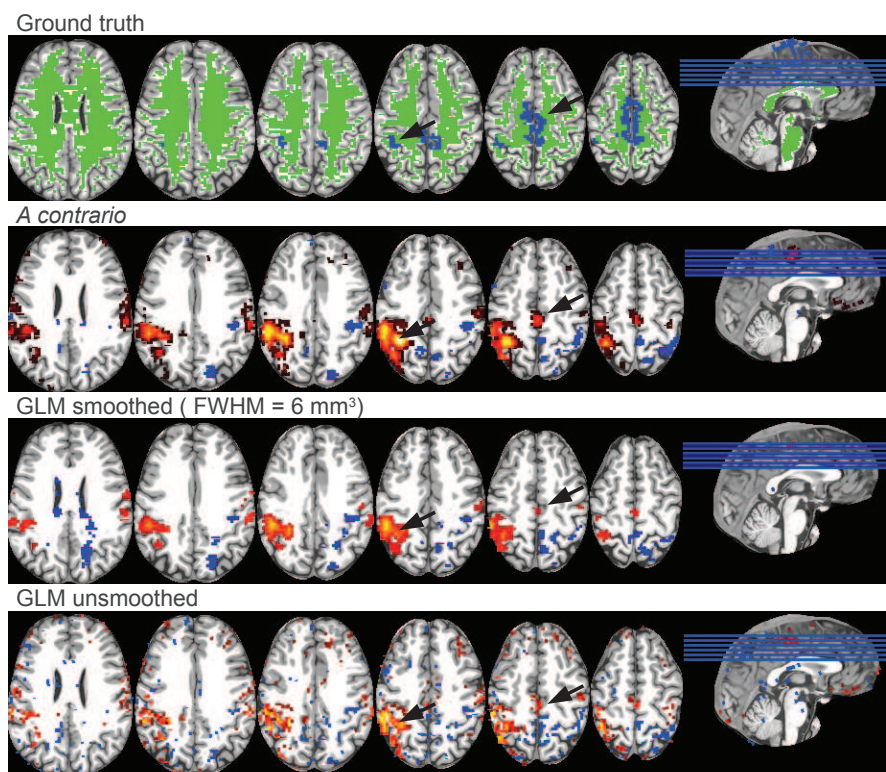 Ground truth
A contrario
GLM smoothed ( FWHM = 6 mm³)
GLM unsmoothed